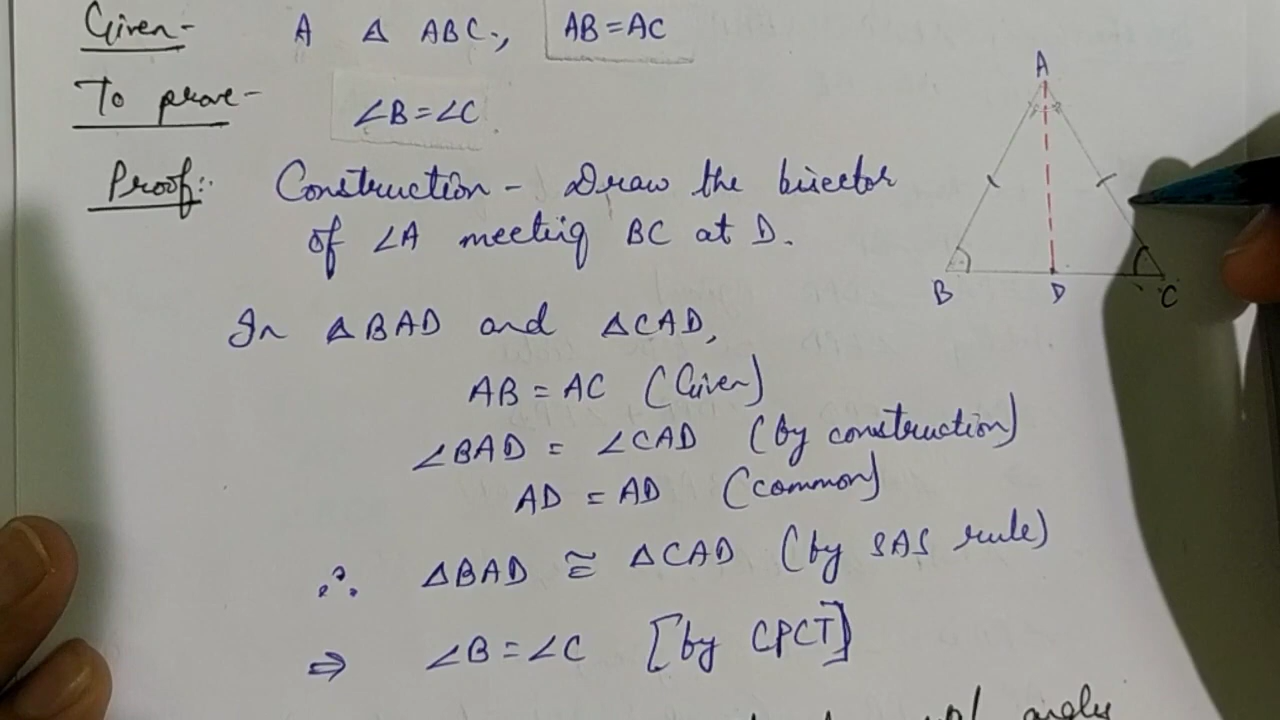 Given- A △ ABC., AB=AC
To prove- ∠B=∠C.
Proof:- Construction - Draw the bisector
of ∠A meeting BC at D.
In △BAD and △CAD,
AB = AC (Given)
∠BAD = ∠CAD (by construction)
AD = AD (common)
∴ △BAD ≅ △CAD (by SAS rule)
⇒ ∠B=∠C [by CPCT]
angles
A
B D C